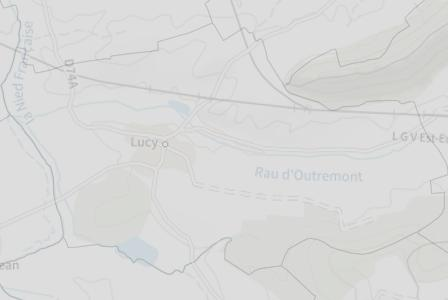 la Nied Française
D74A
Lucy
L G V Est-Eu
Rau d'Outremont
ean